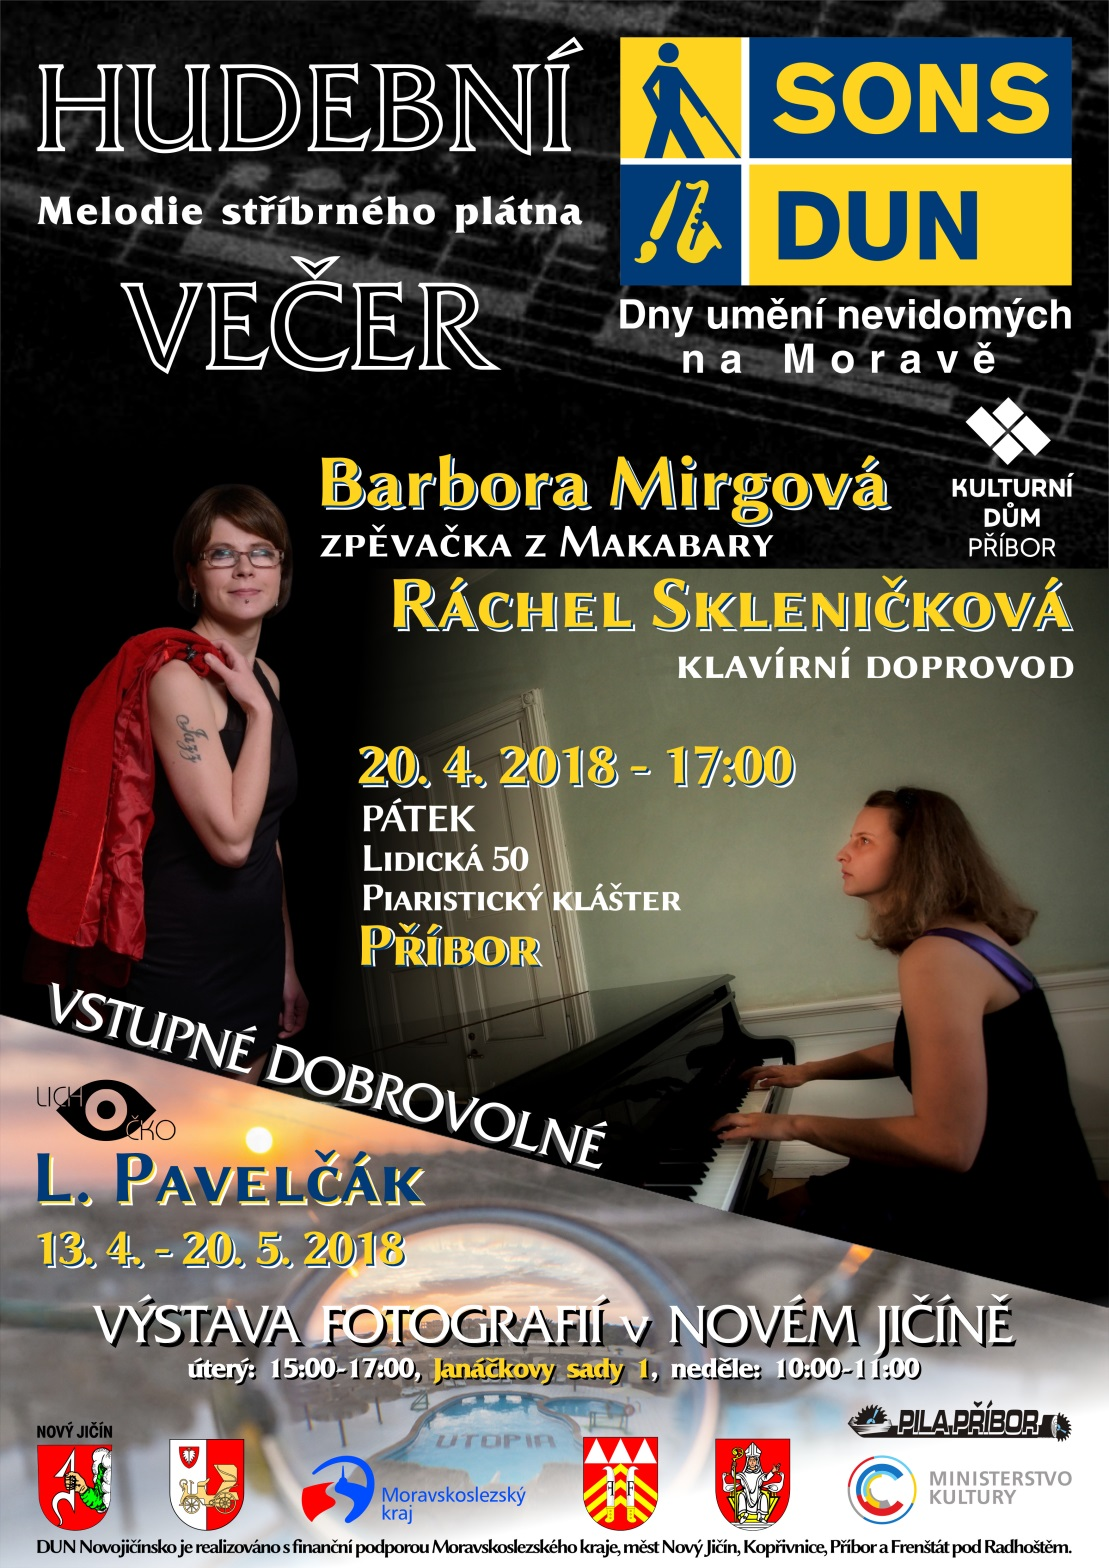 HUDEBNÍ
Melodie stříbrného plátna
VEČER
SONS
DUN
Dny umění nevidomých
na Moravě
KULTURNÍ
DŮM
PŘÍBOR
Barbora Mirgová
zpěvačka z Makabary
Ráchel Skleničková
klavírní doprovod
Jazz
20. 4. 2018 - 17:00
PÁTEK
Lidická 50
Piaristický klášter
Příbor
VSTUPNÉ DOBROVOLNÉ
LICHO
OČKO
L. Pavelčák
13. 4. - 20. 5. 2018
VÝSTAVA FOTOGRAFIÍ v NOVÉM JIČÍNĚ
úterý: 15:00-17:00, Janáčkovy sady 1, neděle: 10:00-11:00
UTOPIA
PILA PŘÍBOR
NOVÝ JIČÍN
Moravskoslezský
kraj
F F
MINISTERSTVO
KULTURY
DUN Novojičínsko je realizováno s finanční podporou Moravskoslezského kraje, měst Nový Jičín, Kopřivnice, Příbor a Frenštát pod Radhoštěm.